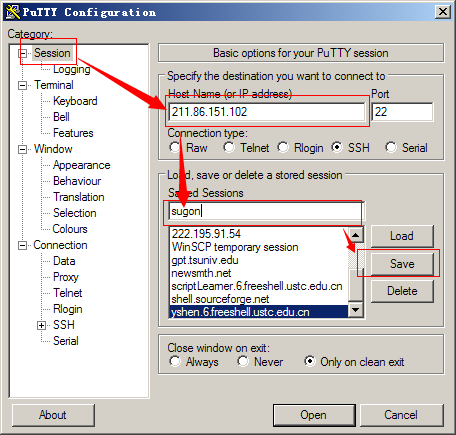 PuTTY Configuration
Category:
Session
Logging
Terminal
Keyboard
Bell
Features
Window
Appearance
Behaviour
Translation
Selection
Colours
Connection
Data
Proxy
Telnet
Rlogin
SSH
Serial
Basic options for your PuTTY session
Specify the destination you want to connect to
Host Name (or IP address) Port
211.86.151.102 22
Connection type:
Raw Telnet Rlogin SSH Serial
Load, save or delete a stored session
Saved Sessions
sugon
222.195.91.54
WinSCP temporary session
gpt.tsuniv.edu
newsmth.net
scriptLearner.6.freeshell.ustc.edu.cn
shell.sourceforge.net
yshen.6.freeshell.ustc.edu.cn
Load
Save
Delete
Close window on exit:
Always Never Only on clean exit
About Open Cancel